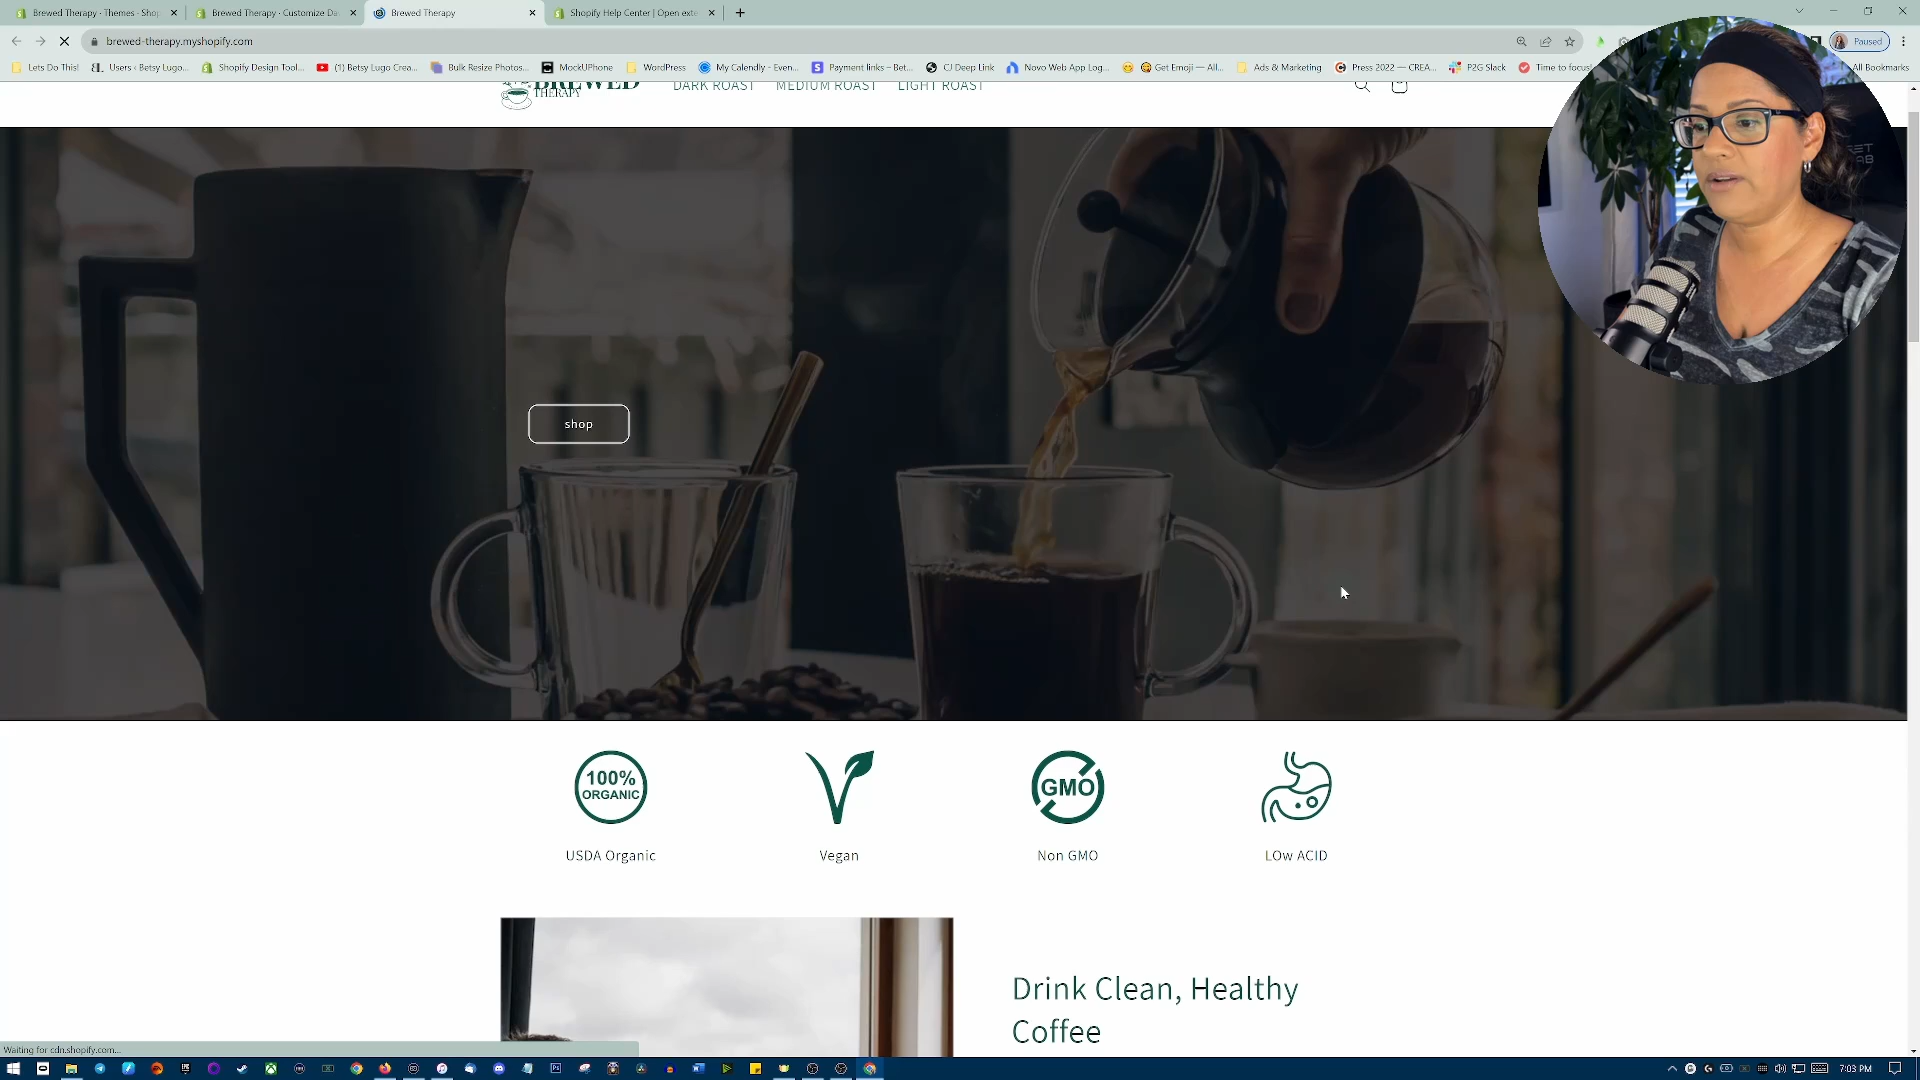 Brewed Therapy · Themes · Shop
Brewed Therapy · Customize Da
Brewed Therapy
Shopify Help Center | Open exte
brewed-therapy.myshopify.com
Paused
Lets Do This!
Users ‹ Betsy Lugo...
Shopify Design Tool...
(1) Betsy Lugo Crea...
Bulk Resize Photos...
MockUPhone
WordPress
My Calendly - Even...
Payment links – Bet...
CJ Deep Link
Novo Web App Log...
Get Emoji — All...
Ads & Marketing
Press 2022 — CREA...
P2G Slack
Time to focus!
All Bookmarks
BREWED
THERAPY
DARK ROAST
MEDIUM ROAST
LIGHT ROAST
shop
100%
ORGANIC
GMO
USDA Organic
Vegan
Non GMO
LOw ACID
Drink Clean, Healthy
Coffee
Waiting for cdn.shopify.com...
7:03 PM